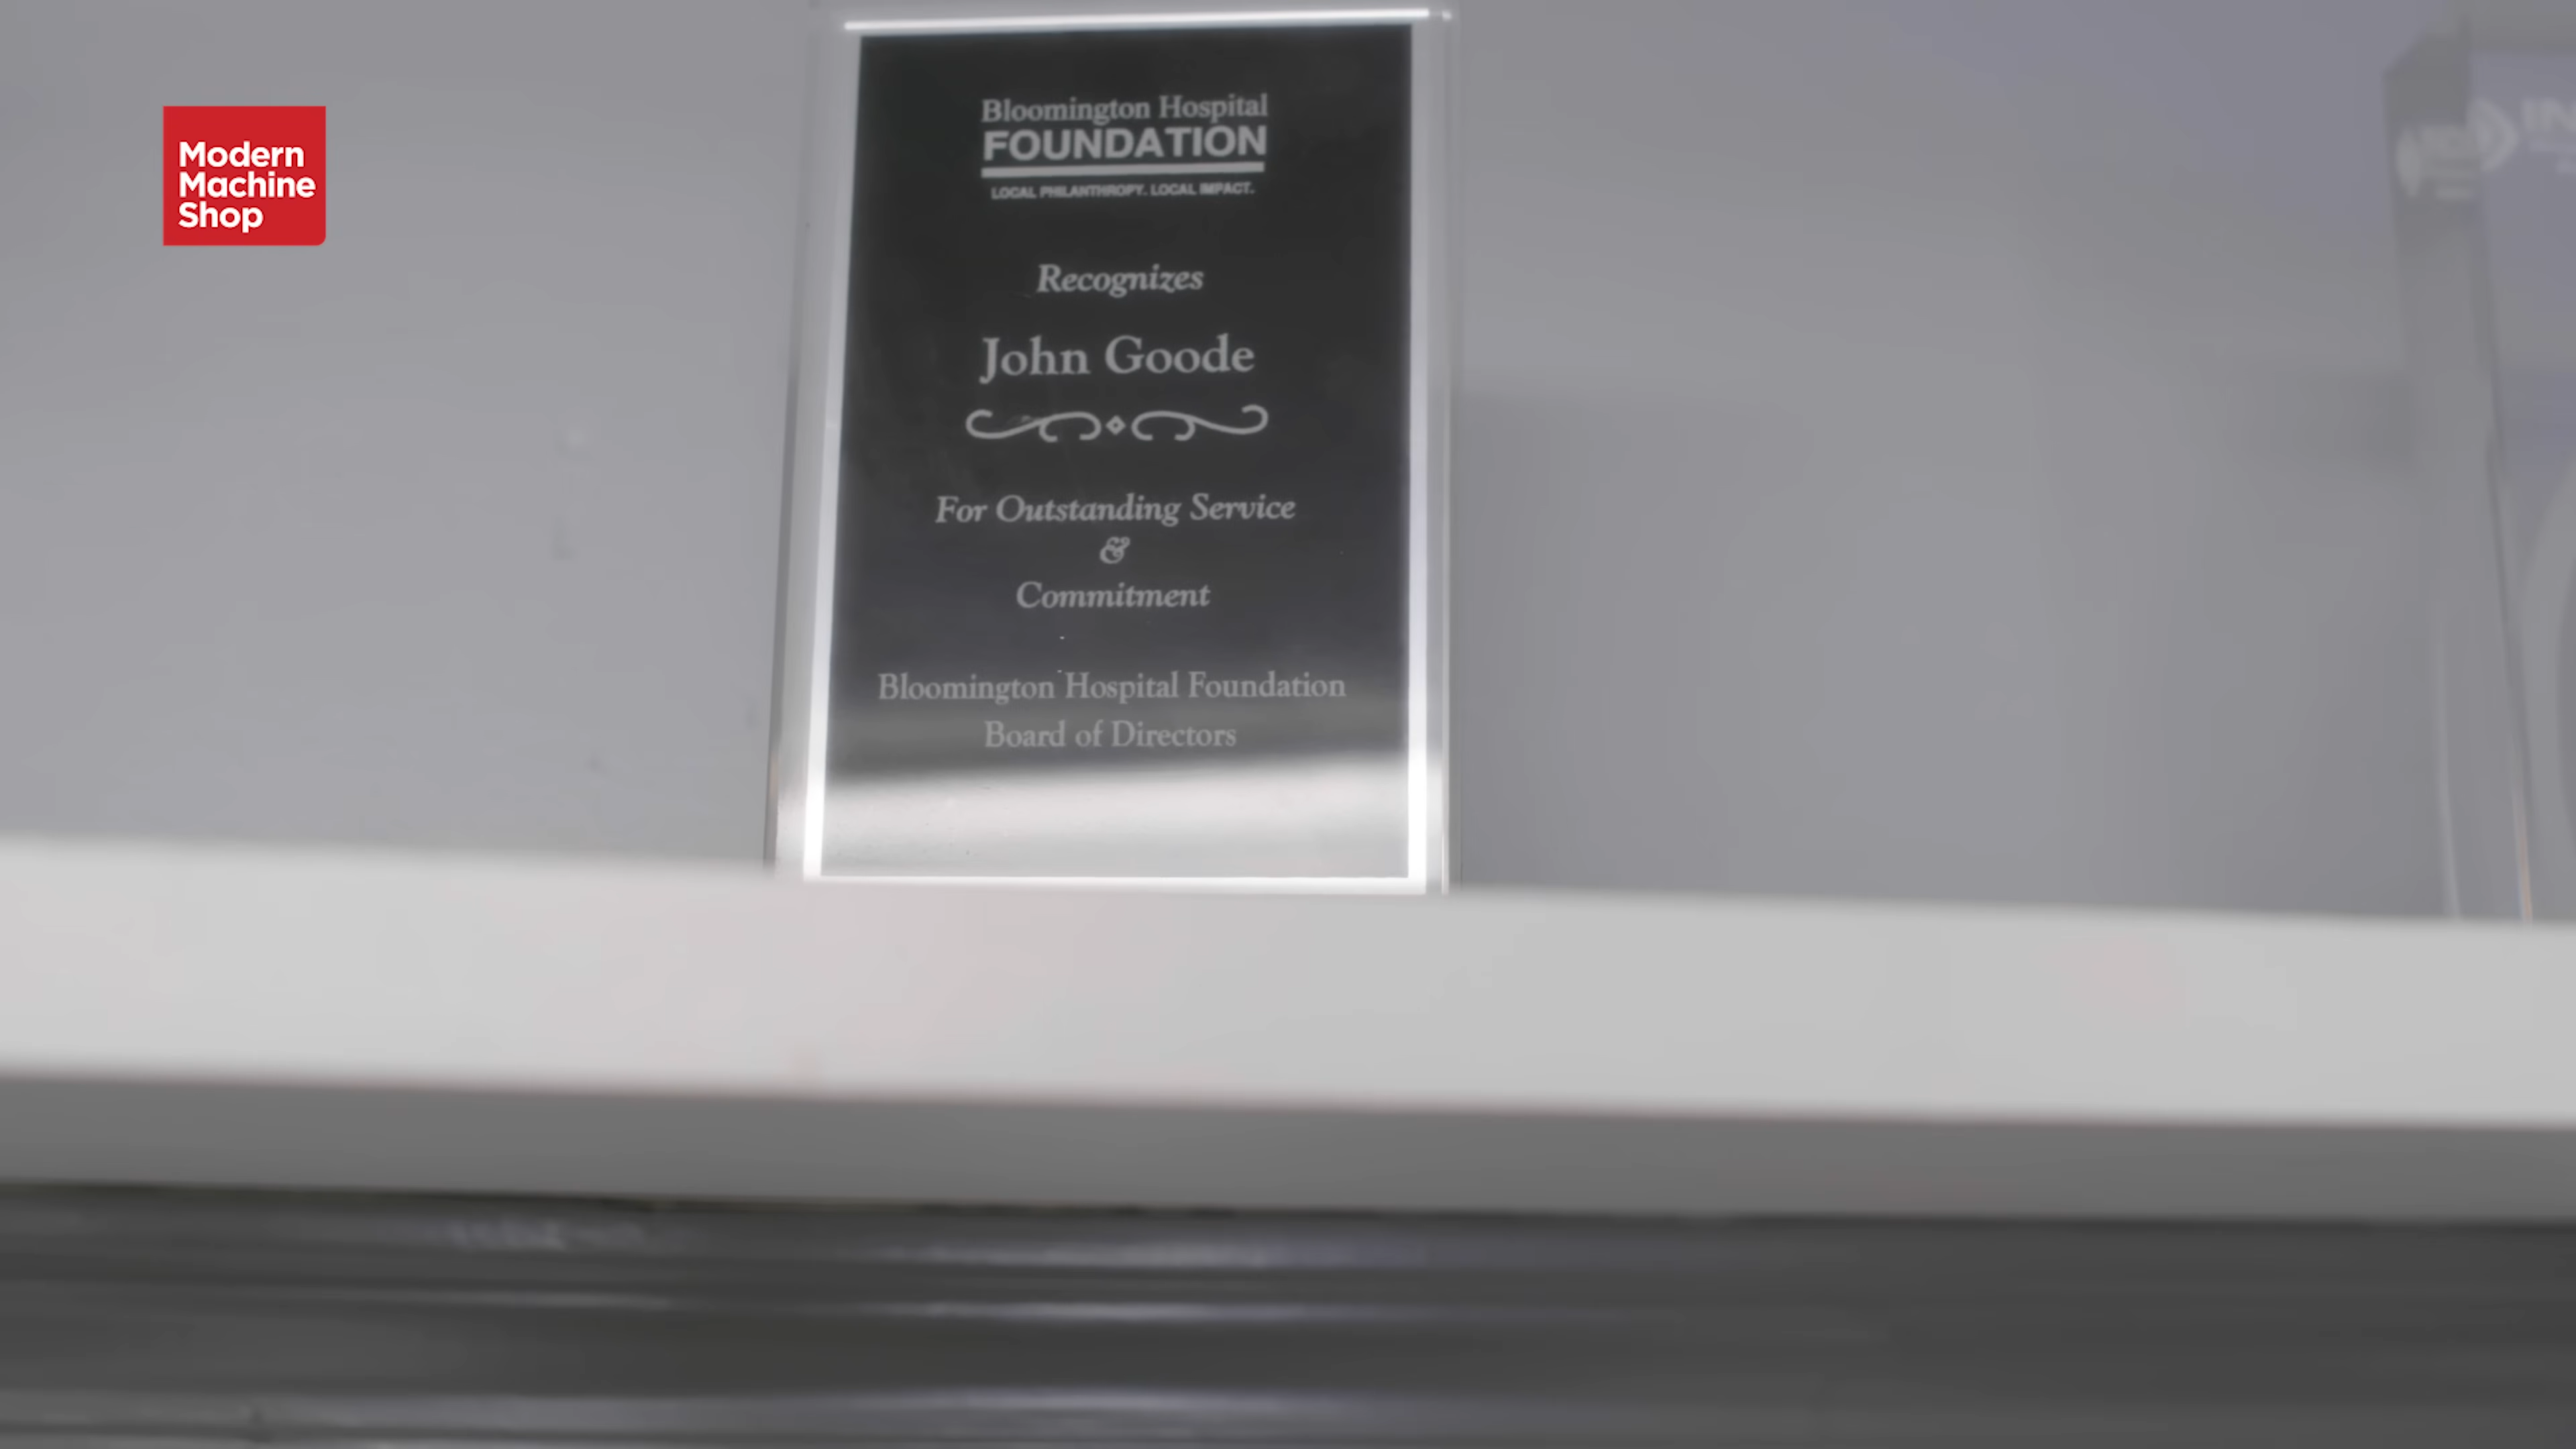 Modern
Machine
Shop
Bloomington Hospital
FOUNDATION
LOCAL PHILANTHROPY. LOCAL IMPACT.
Recognizes
John Goode
For Outstanding Service
&
Commitment
Bloomington Hospital Foundation
Board of Directors